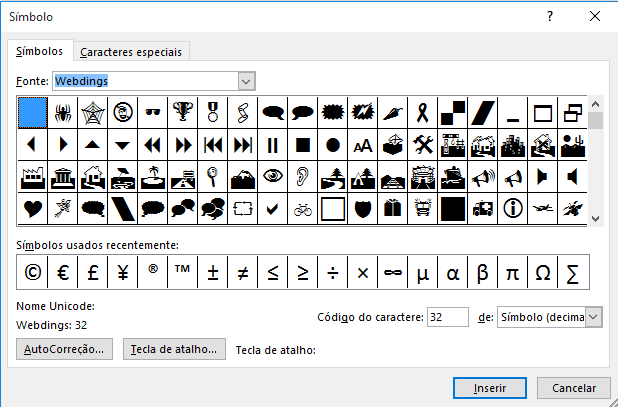 Símbolo
Símbolos Caracteres especiais
Fonte: Webdings
Símbolos usados recentemente:
© € £ ¥ ® ™ ± ≠ ≤ ≥ ÷ × ∞ µ α β π Ω ∑
Nome Unicode:
Webdings: 32
Código do caractere: 32 de: Símbolo (decima
AutoCorreção... Tecla de atalho... Tecla de atalho:
Inserir Cancelar